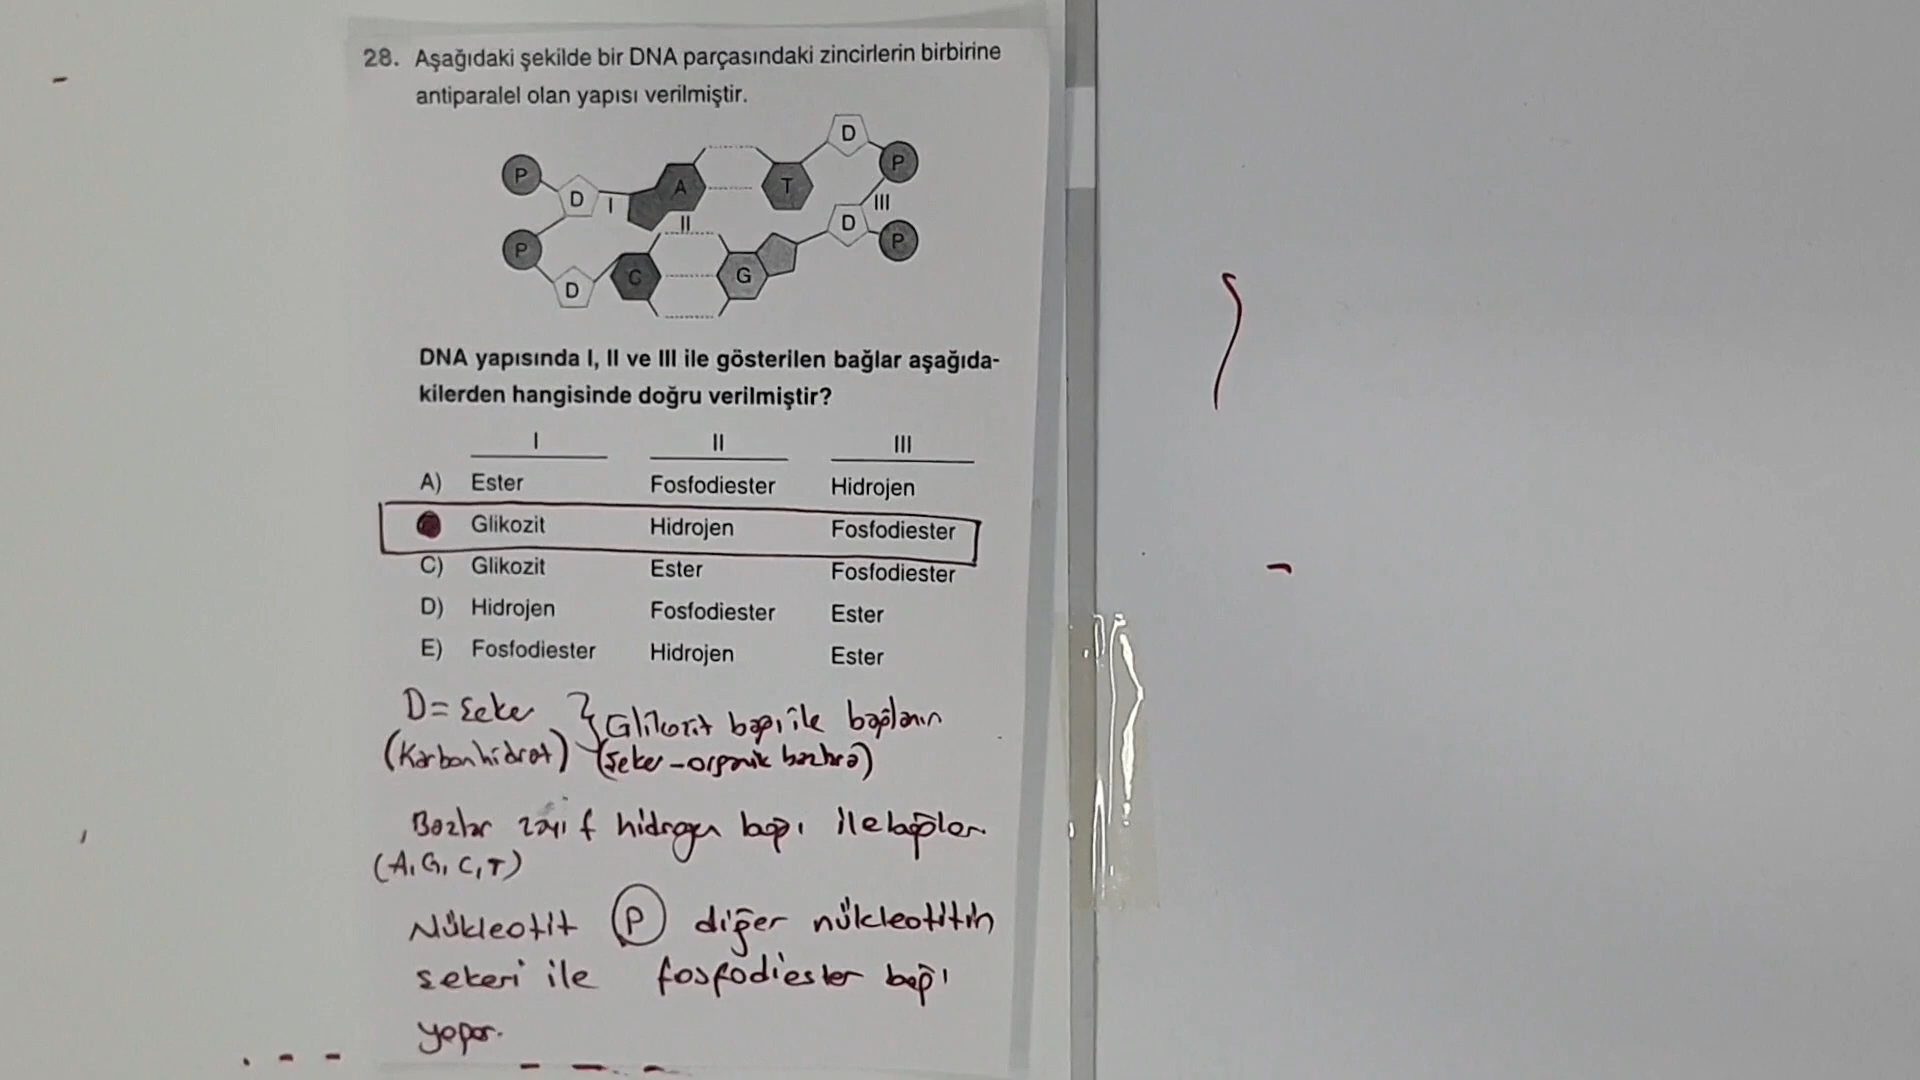 28. Aşağıdaki şekilde bir DNA parçasındaki zincirlerin birbirine
antiparalel olan yapısı verilmiştir.
D
P A T P
D I III
II D
P P
C G
D
DNA yapısında I, II ve III ile gösterilen bağlar aşağıda-
kilerden hangisinde doğru verilmiştir?
I II III
A) Ester Fosfodiester Hidrojen
Glikozit Hidrojen Fosfodiester
C) Glikozit Ester Fosfodiester
D) Hidrojen Fosfodiester Ester
E) Fosfodiester Hidrojen Ester
D = Şeker Glikozit bağı ile bağlanır
(Karbonhidrat) (Şeker-organik
Bazlar zayıf hidrojen bağı ile bağlar
(A, G, C, T)
Nükleotit P diğer nükleotitin
şekeri ile fosfodiester bağı
yapar.